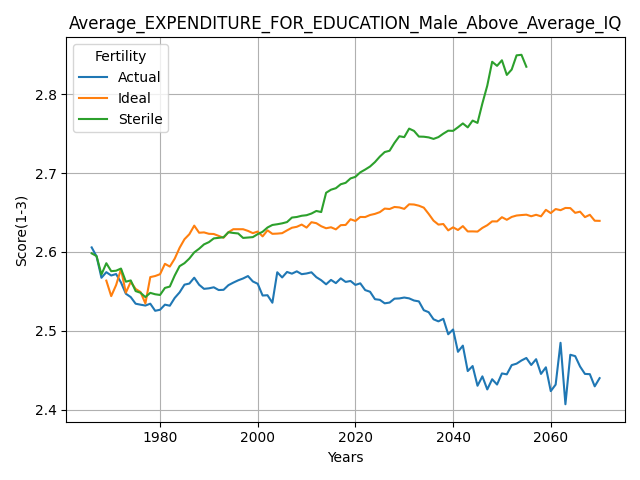 Average_EXPENDITURE_FOR_EDUCATION_Male_Above_Average_IQ
Fertility
Actual
Ideal
Sterile
Score(1-3)
2.8
2.7
2.6
2.5
2.4
1980 2000 2020 2040 2060
Years